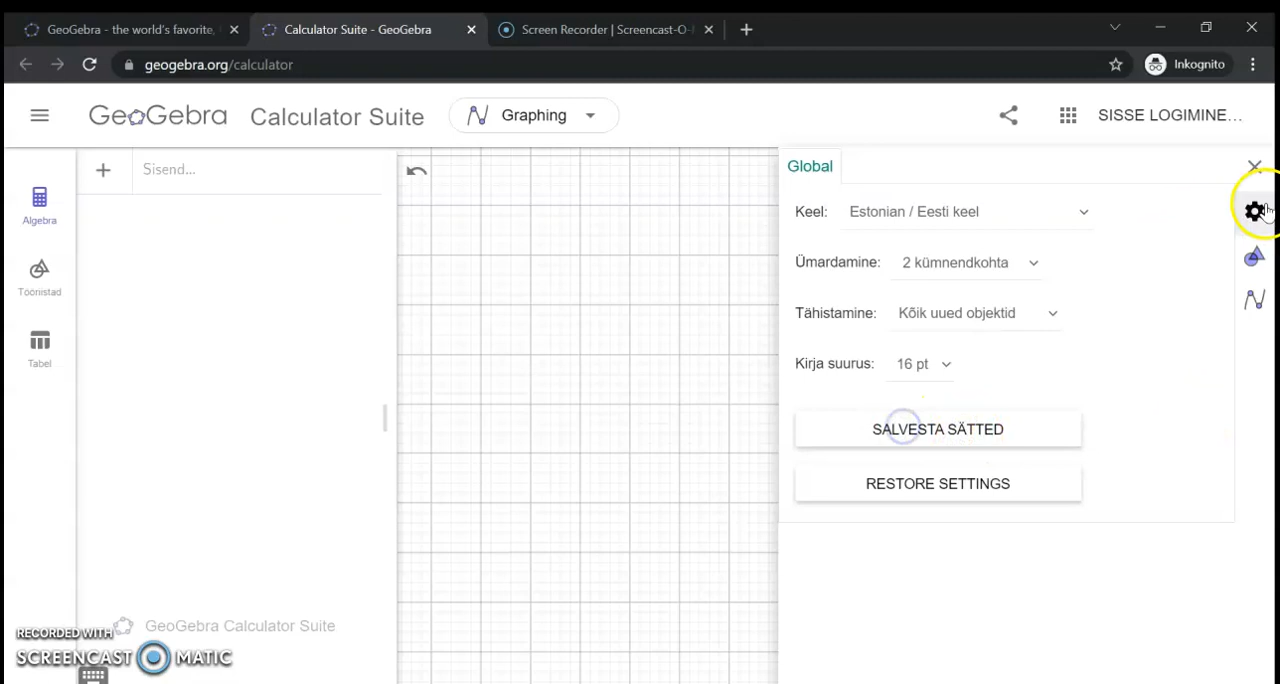 GeoGebra - the world's favorite,
Calculator Suite - GeoGebra
Screen Recorder | Screencast-O-
geogebra.org/calculator
Inkognito
GeoGebra
Calculator Suite
Graphing
SISSE LOGIMINE...
Algebra
Tööriistad
Tabel
Sisend...
Global
Keel:
Estonian / Eesti keel
Ümardamine:
2 kümnendkohta
Tähistamine:
Kõik uued objektid
Kirja suurus:
16 pt
SALVESTA SÄTTED
RESTORE SETTINGS
GeoGebra Calculator Suite
RECORDED WITH
SCREENCAST MATIC